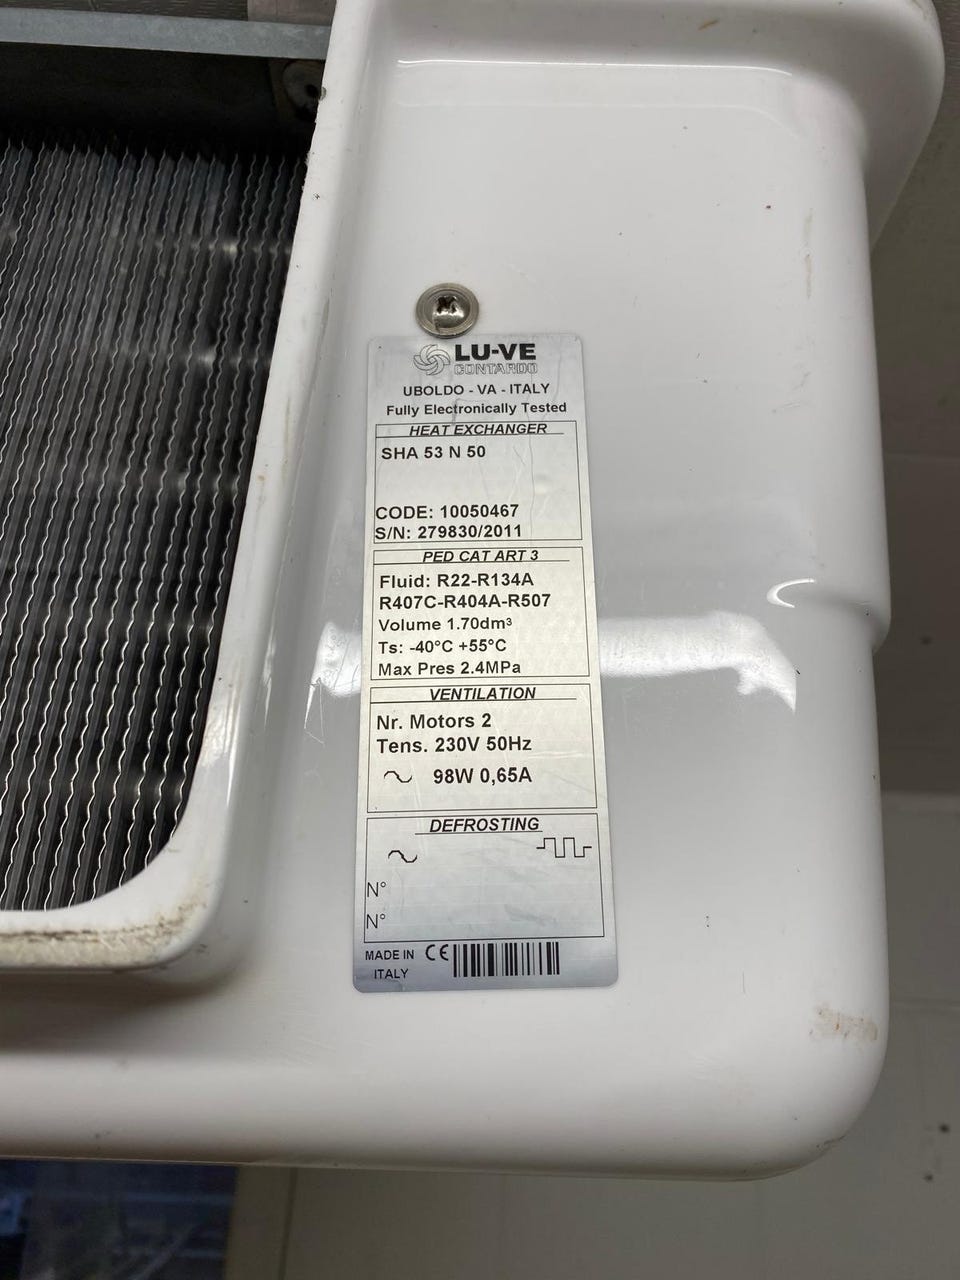 LU-VE
CONTARDO
UBOLDO - VA - ITALY
Fully Electronically Tested
HEAT EXCHANGER
SHA 53 N 50
CODE: 10050467
S/N: 279830/2011
PED CAT ART 3
Fluid: R22-R134A
R407C-R404A-R507
Volume 1.70dm³
Ts: -40°C +55°C
Max Pres 2.4MPa
VENTILATION
Nr. Motors 2
Tens. 230V 50Hz
98W 0,65A
DEFROSTING
N°
N°
MADE IN CE
ITALY